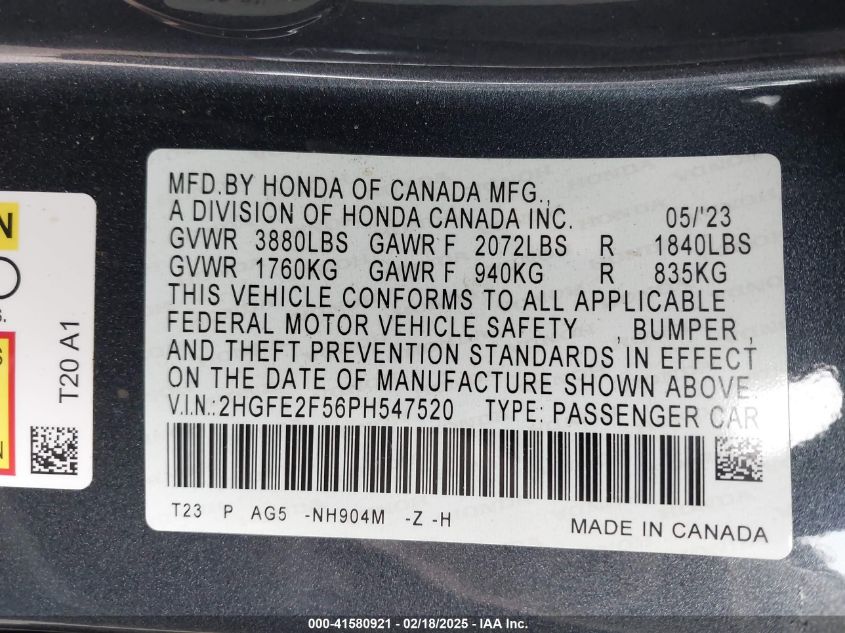 MFD.BY HONDA OF CANADA MFG.,
A DIVISION OF HONDA CANADA INC. 05/'23
GVWR 3880LBS GAWR F 2072LBS R 1840LBS
GVWR 1760KG GAWR F 940KG R 835KG
THIS VEHICLE CONFORMS TO ALL APPLICABLE
FEDERAL MOTOR VEHICLE SAFETY , BUMPER ,
AND THEFT PREVENTION STANDARDS IN EFFECT
ON THE DATE OF MANUFACTURE SHOWN ABOVE.
V.I.N.:2HGFE2F56PH547520 TYPE: PASSENGER CAR
T23 P AG5 -NH904M -Z -H
MADE IN CANADA
T20 A1
000-41580921 - 02/18/2025 - IAA Inc.